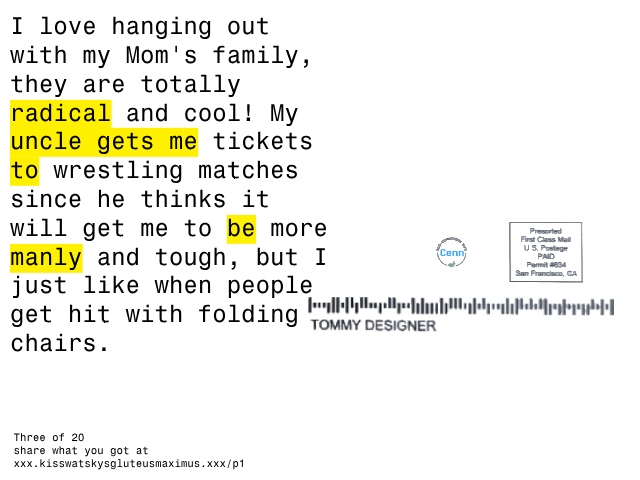 I love hanging out
with my Mom's family,
they are totally
radical and cool! My
uncle gets me tickets
to wrestling matches
since he thinks it
will get me to be more
manly and tough, but I
just like when people
get hit with folding
chairs.
Cenn
Presorted
First Class Mail
U.S. Postage
PAID
Permit #634
San Francisco, CA
TOMMY DESIGNER
Three of 20
share what you got at
xxx.kisswatskysgluteusmaximus.xxx/p1